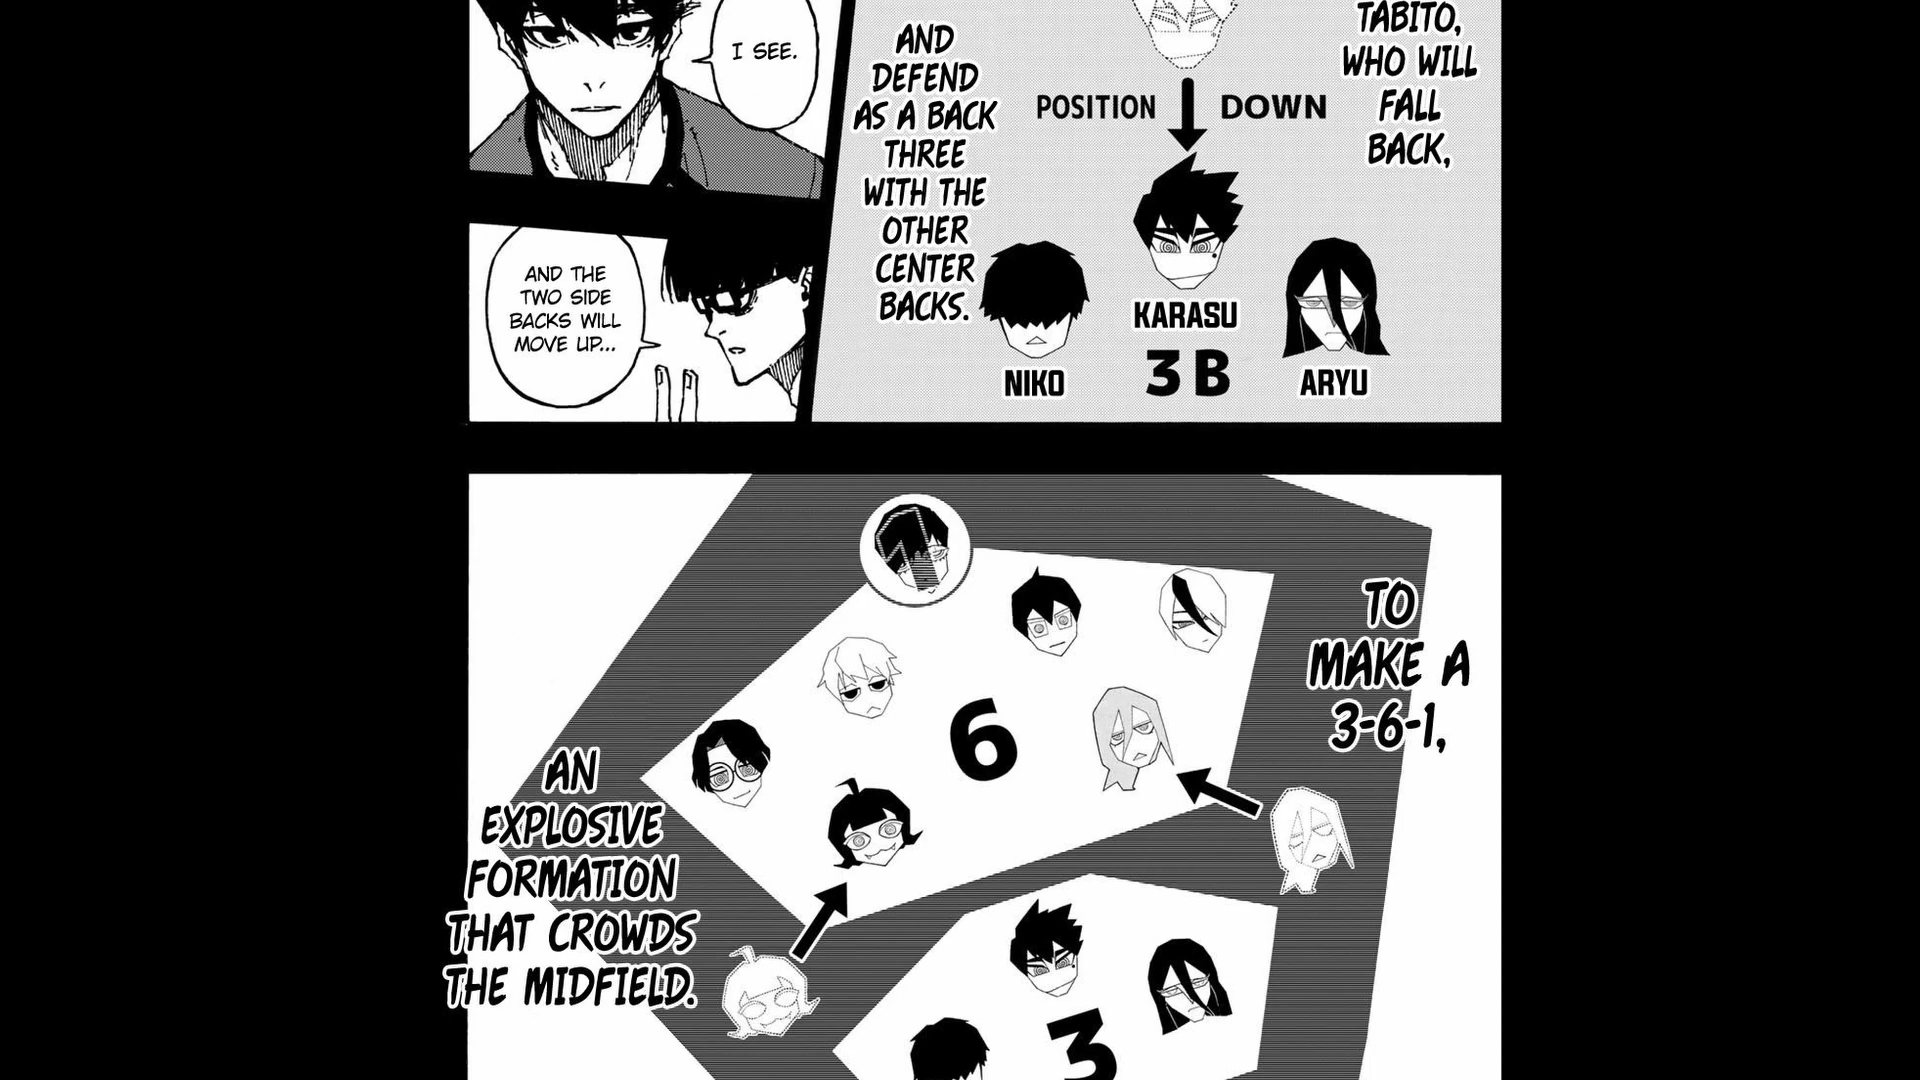 TABITO,
WHO WILL
FALL
BACK,
POSITION DOWN
AND
DEFEND
AS A BACK
THREE
WITH THE
OTHER
CENTER
BACKS.
NIKO
KARASU
ARYU
3B
I SEE.
AND THE
TWO SIDE
BACKS WILL
MOVE UP...
TO
MAKE A
3-6-1,
1
6
3
AN
EXPLOSIVE
FORMATION
THAT CROWDS
THE MIDFIELD.